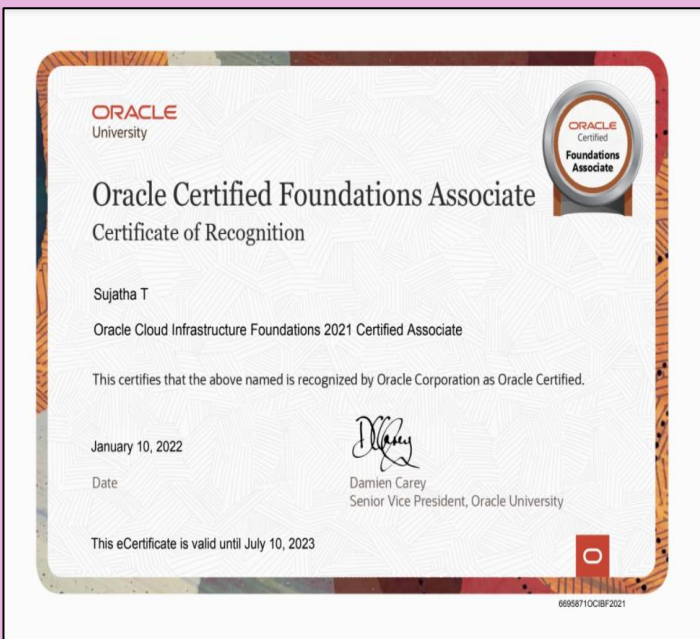 ORACLE
University
ORACLE
Certified
Foundations
Associate
Oracle Certified Foundations Associate
Certificate of Recognition
Sujatha T
Oracle Cloud Infrastructure Foundations 2021 Certified Associate
This certifies that the above named is recognized by Oracle Corporation as Oracle Certified.
DCarey
January 10, 2022
Date
Damien Carey
Senior Vice President, Oracle University
This eCertificate is valid until July 10, 2023
6695871OCIBF2021